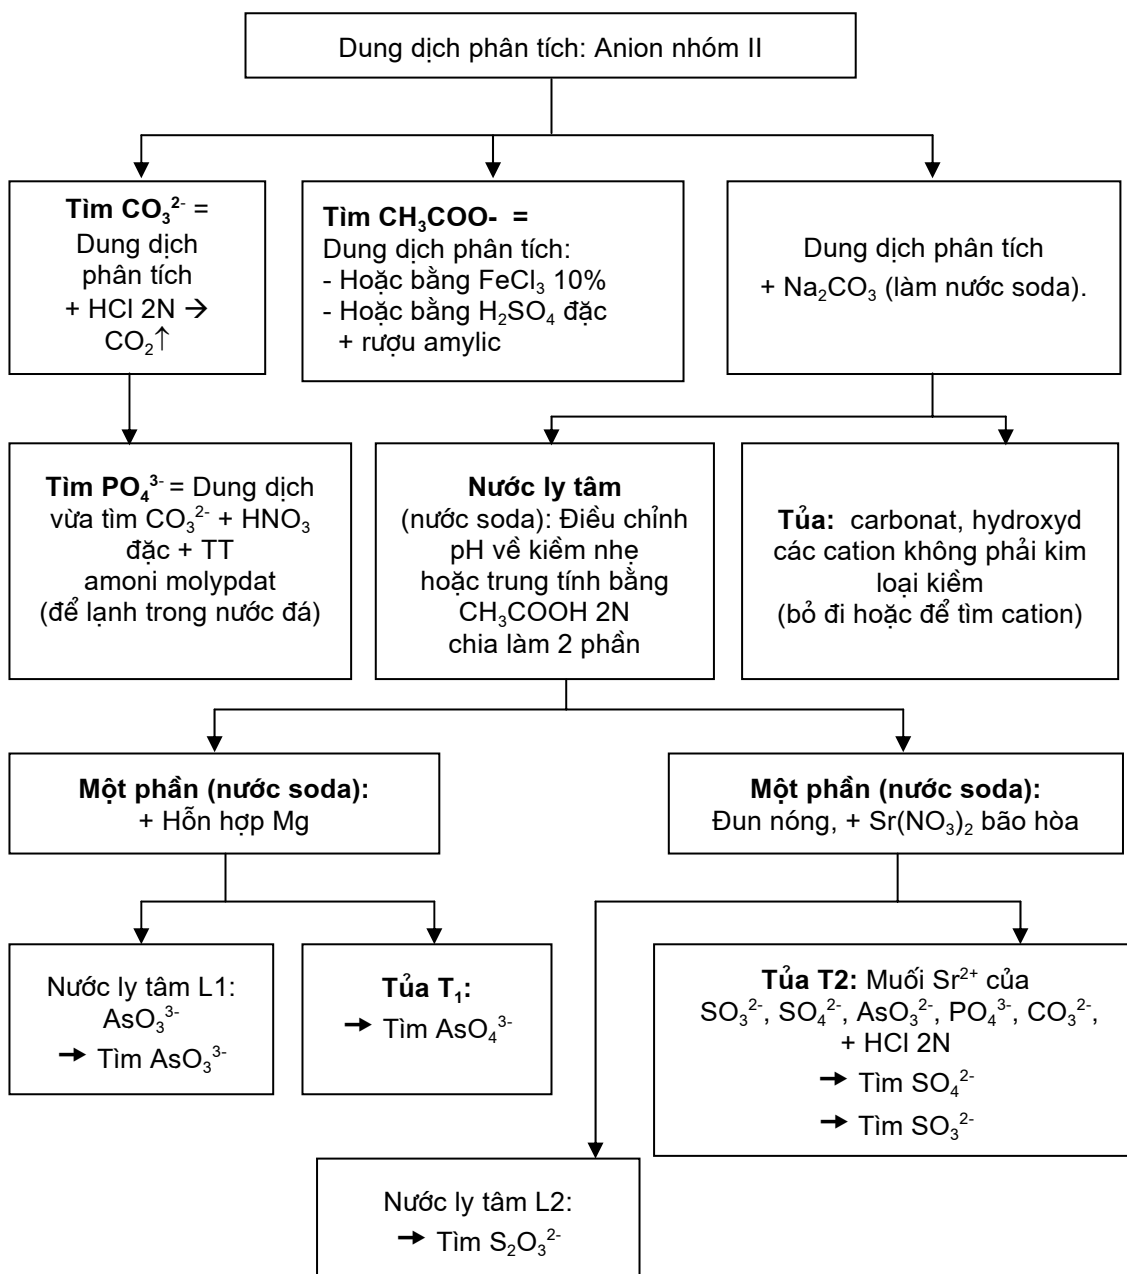 Dung dịch phân tích: Anion nhóm II
Tìm CO₃²⁻ =
Dung dịch
phân tích
+ HCl 2N →
CO₂↑
Tìm CH₃COO- =
Dung dịch phân tích:
- Hoặc bằng FeCl₃ 10%
- Hoặc bằng H₂SO₄ đặc
+ rượu amylic
Dung dịch phân tích
+ Na₂CO₃ (làm nước soda).
Tìm PO₄³⁻ = Dung dịch
vừa tìm CO₃²⁻ + HNO₃
đặc + TT
amoni molypdat
(để lạnh trong nước đá)
Nước ly tâm
(nước soda): Điều chỉnh
pH về kiềm nhẹ
hoặc trung tính bằng
CH₃COOH 2N
chia làm 2 phần
Tủa: carbonat, hydroxyd
các cation không phải kim
loại kiềm
(bỏ đi hoặc để tìm cation)
Một phần (nước soda):
+ Hỗn hợp Mg
Một phần (nước soda):
Đun nóng, + Sr(NO₃)₂ bão hòa
Nước ly tâm L1:
AsO₃³⁻
→ Tìm AsO₃³⁻
Tủa T₁:
→ Tìm AsO₄³⁻
Tủa T2: Muối Sr²⁺ của
SO₃²⁻, SO₄²⁻, AsO₃²⁻, PO₄³⁻, CO₃²⁻,
+ HCl 2N
→ Tìm SO₄²⁻
→ Tìm SO₃²⁻
Nước ly tâm L2:
→ Tìm S₂O₃²⁻